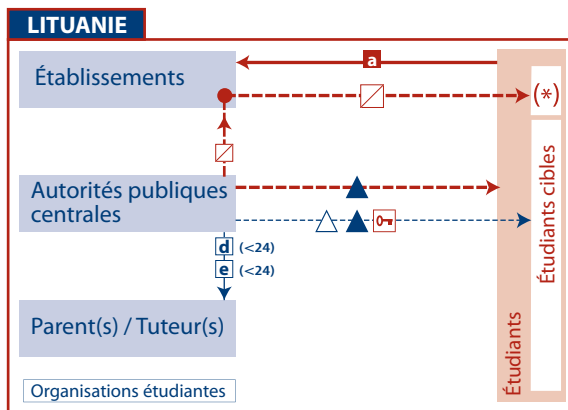 LITUANIE
Établissements
a
(*)
Autorités publiques
centrales
d (<24)
e (<24)
Parent(s) / Tuteur(s)
Organisations étudiantes
Étudiants
Étudiants cibles